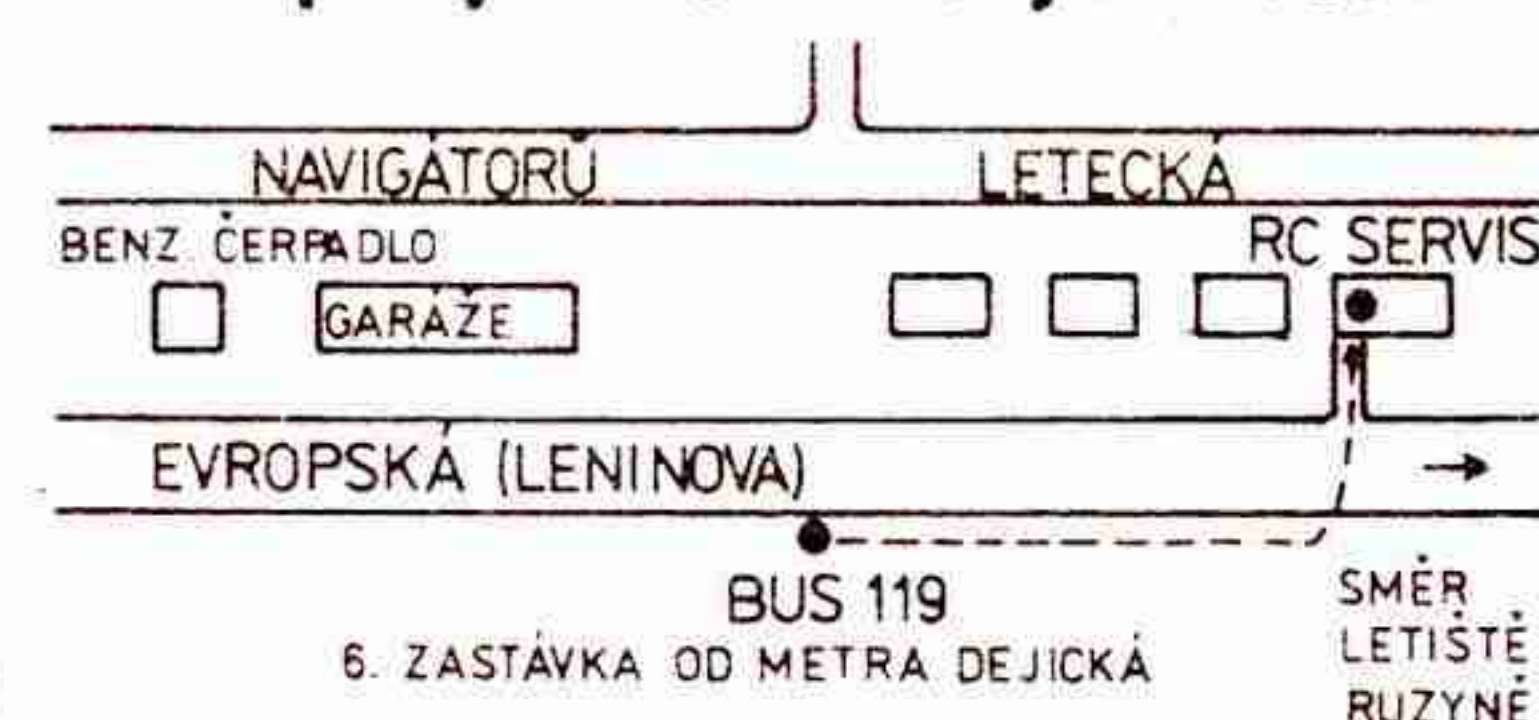 NAVIGÁTORŮ LETECKÁ
BENZ ČERPADLO RC SERVIS
GARÁŽE
EVROPSKÁ (LENINOVA)
BUS 119
6. ZASTÁVKA OD METRA DEJICKÁ
SMĚR
LETIŠTĚ
RUZYNĚ